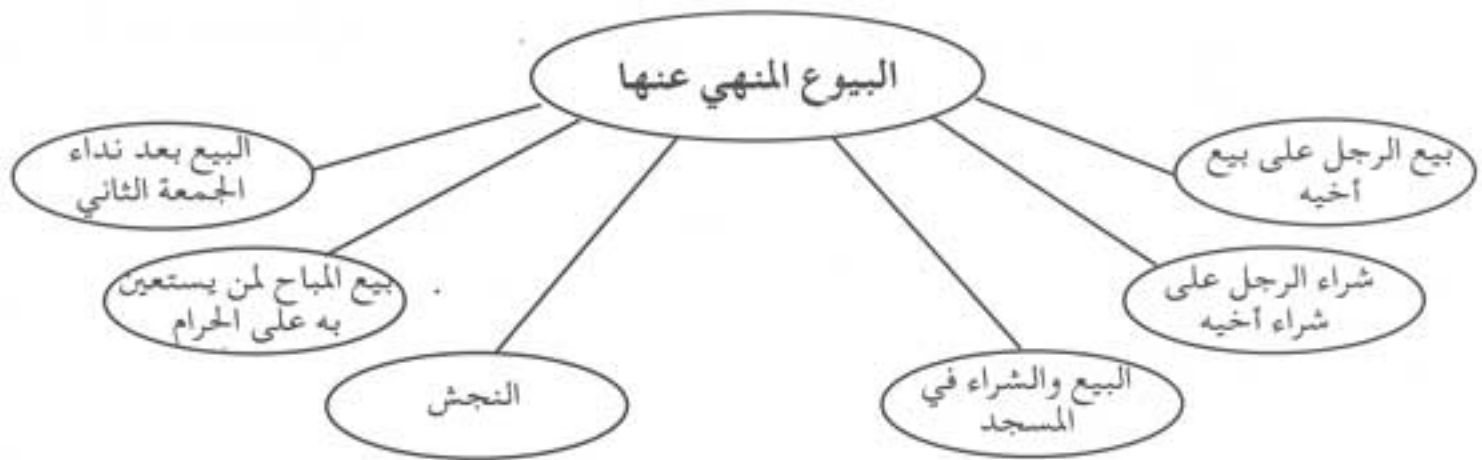 البيوع المنهي عنها
بيع الرجل على بيع
أخيه
شراء الرجل على
شراء أخيه
البيع والشراء في
المسجد
النجش
بيع المباح لمن يستعين
به على الحرام
البيع بعد نداء
الجمعة الثاني